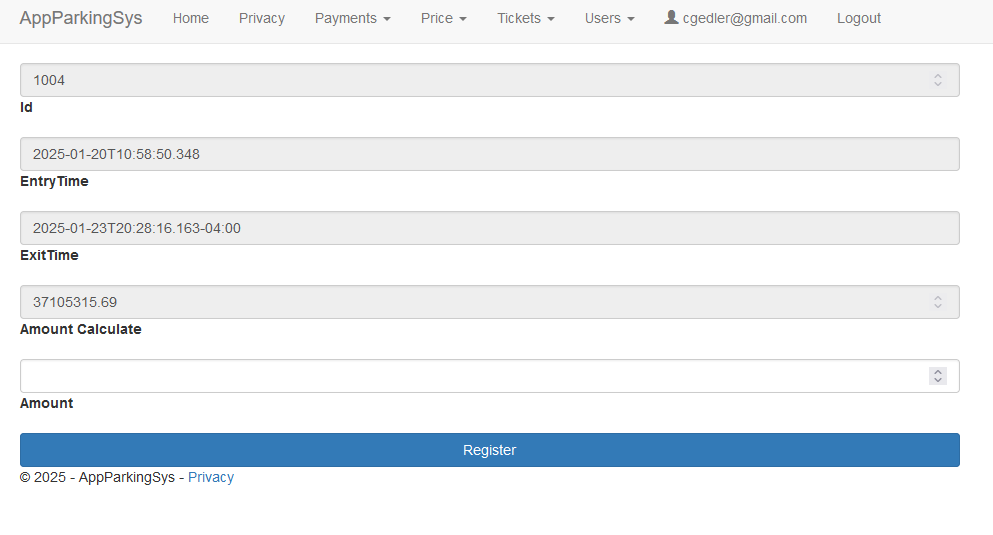 AppParkingSys Home Privacy Payments Price Tickets Users cgedler@gmail.com Logout
1004
Id
2025-01-20T10:58:50.348
EntryTime
2025-01-23T20:28:16.163-04:00
ExitTime
37105315.69
Amount Calculate
Amount
Register
© 2025 - AppParkingSys - Privacy